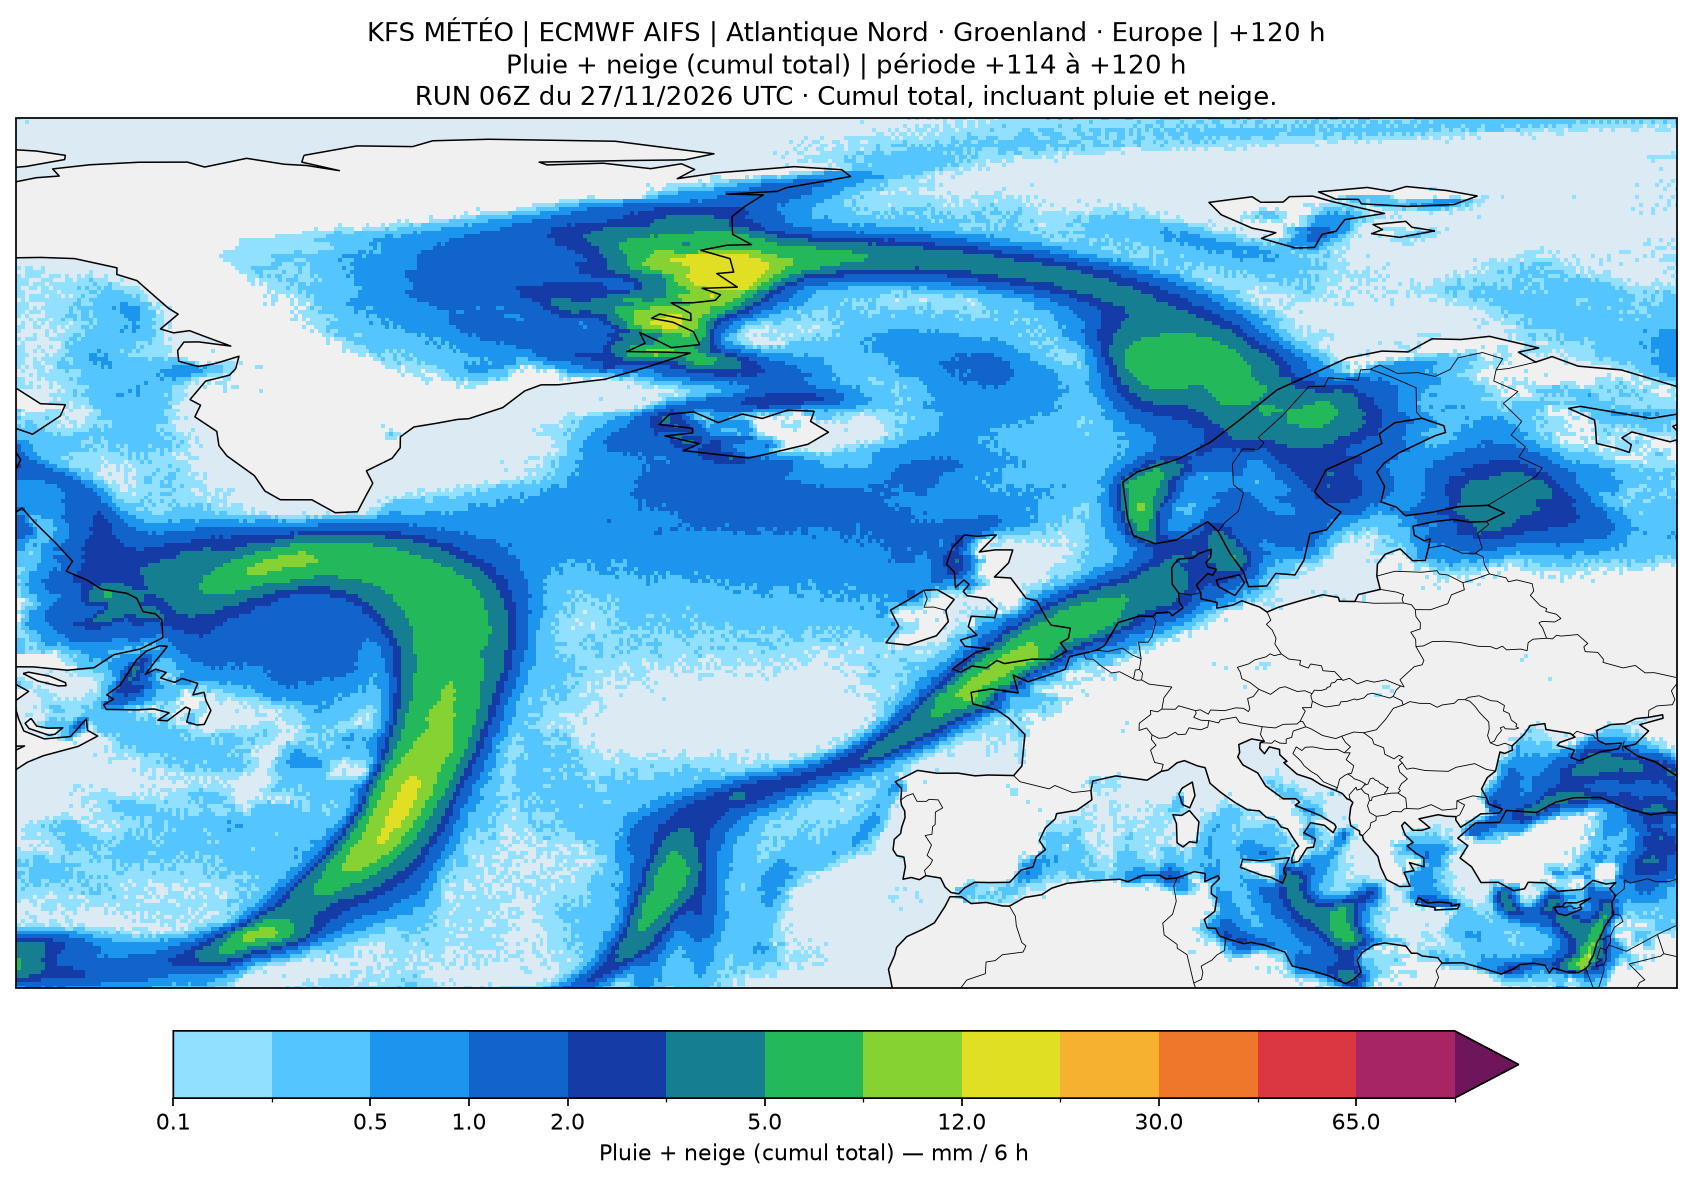 KFS MÉTÉO | ECMWF AIFS | Atlantique Nord · Groenland · Europe | +120 h
Pluie + neige (cumul total) | période +114 à +120 h
RUN 06Z du 27/11/2026 UTC · Cumul total, incluant pluie et neige.
0.1 0.5 1.0 2.0 5.0 12.0 30.0 65.0
Pluie + neige (cumul total) — mm / 6 h